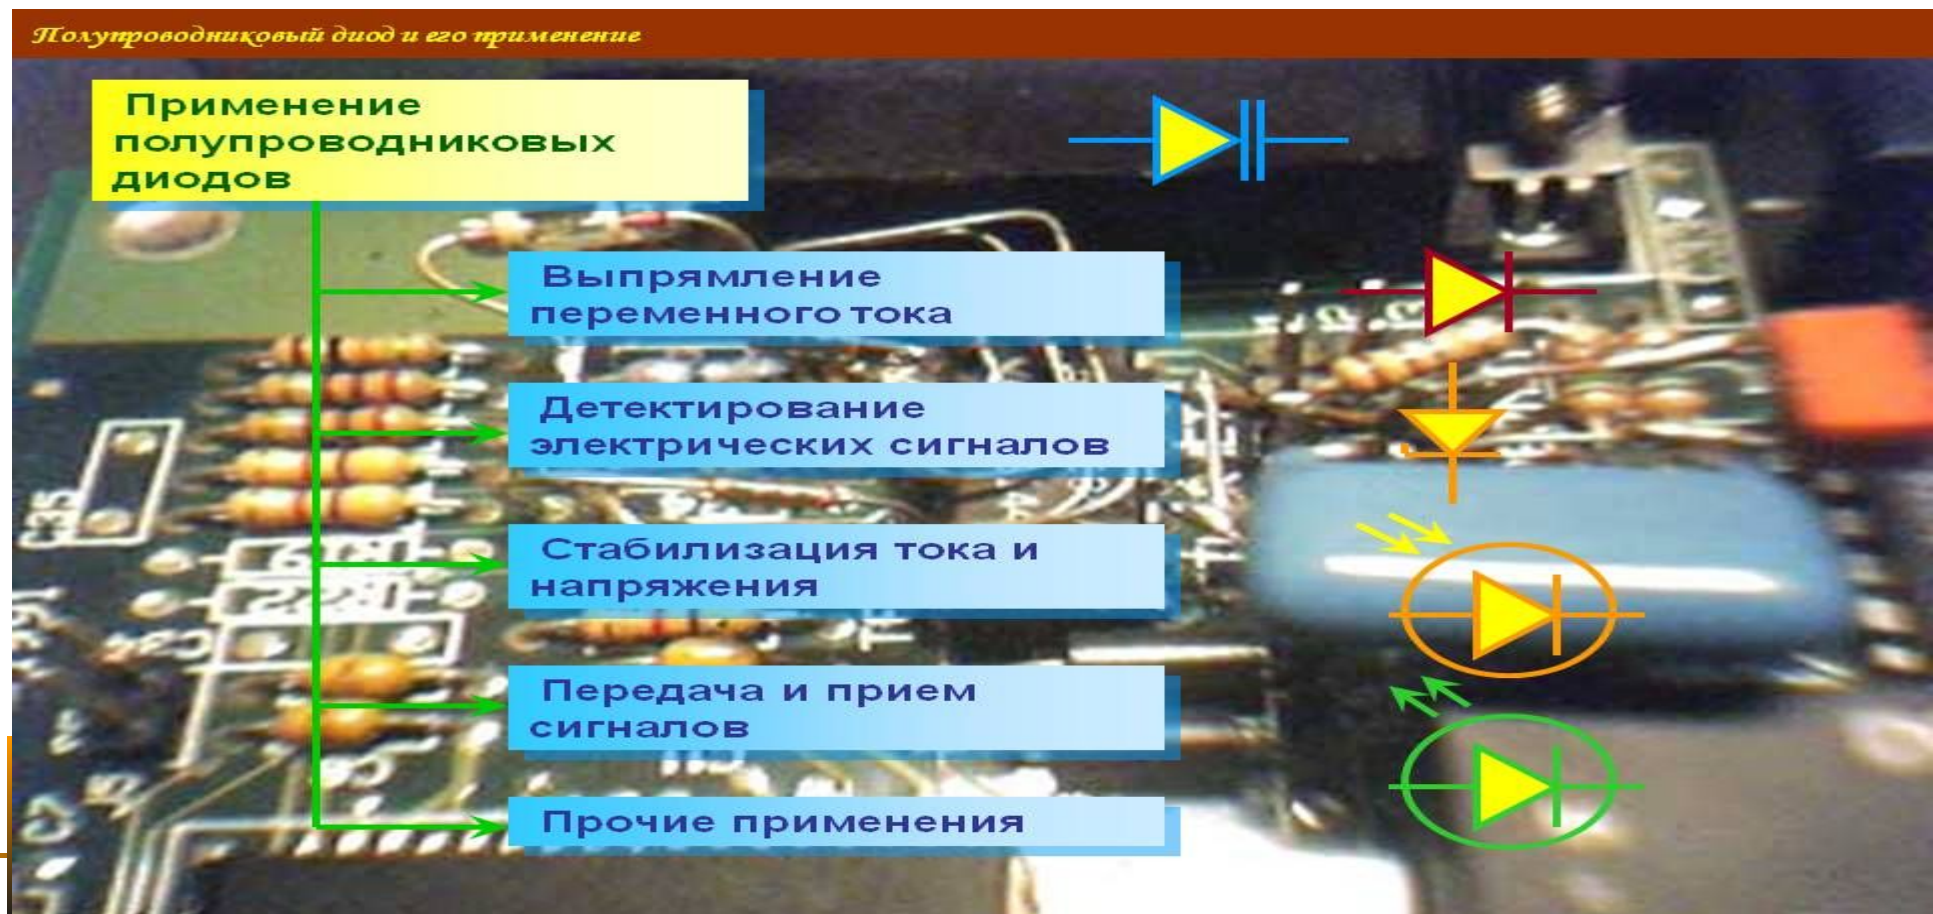 Полупроводниковый диод и его применение
Применение
полупроводниковых
диодов
Выпрямление
переменного тока
Детектирование
электрических сигналов
Стабилизация тока и
напряжения
Передача и прием
сигналов
Прочие применения
C35